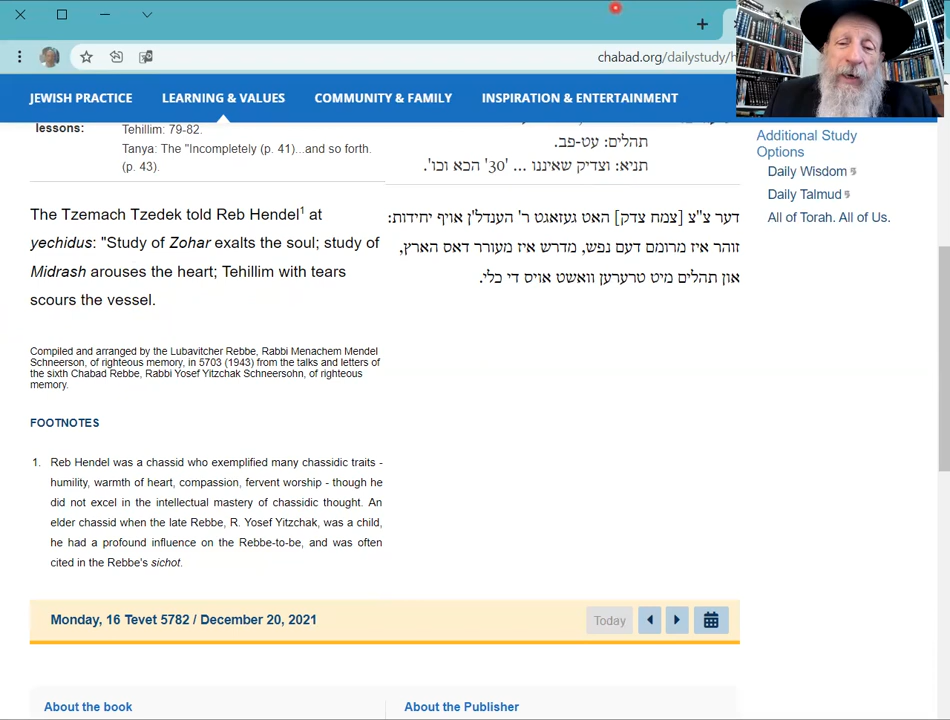 chabad.org/dailystudy/h
JEWISH PRACTICE
LEARNING & VALUES
COMMUNITY & FAMILY
INSPIRATION & ENTERTAINMENT
lessons:
Tehillim: 79-82.
Tanya: The "Incompletely (p. 41)...and so forth.
(p. 43).
תהלים: עט-פב.
תניא: וצדיק שאיננו ... '30 הכא וכו'.
Additional Study
Options
Daily Wisdom
Daily Talmud
All of Torah. All of Us.
The Tzemach Tzedek told Reb Hendel1 at
yechidus: "Study of Zohar exalts the soul; study of
Midrash arouses the heart; Tehillim with tears
scours the vessel.
דער צ"צ [צמח צדק] האט געזאגט ר' הענדל'ן אויף יחידות:
זוהר איז מרומם דעם נפש, מדרש איז מעורר דאס הארץ,
און תהלים מיט טרערען וואשט אויס די כלי.
Compiled and arranged by the Lubavitcher Rebbe, Rabbi Menachem Mendel
Schneerson, of righteous memory, in 5703 (1943) from the talks and letters of
the sixth Chabad Rebbe, Rabbi Yosef Yitzchak Schneersohn, of righteous
memory.
FOOTNOTES
1. Reb Hendel was a chassid who exemplified many chassidic traits -
humility, warmth of heart, compassion, fervent worship - though he
did not excel in the intellectual mastery of chassidic thought. An
elder chassid when the late Rebbe, R. Yosef Yitzchak, was a child,
he had a profound influence on the Rebbe-to-be, and was often
cited in the Rebbe's sichot.
Monday, 16 Tevet 5782 / December 20, 2021
Today
About the book
About the Publisher